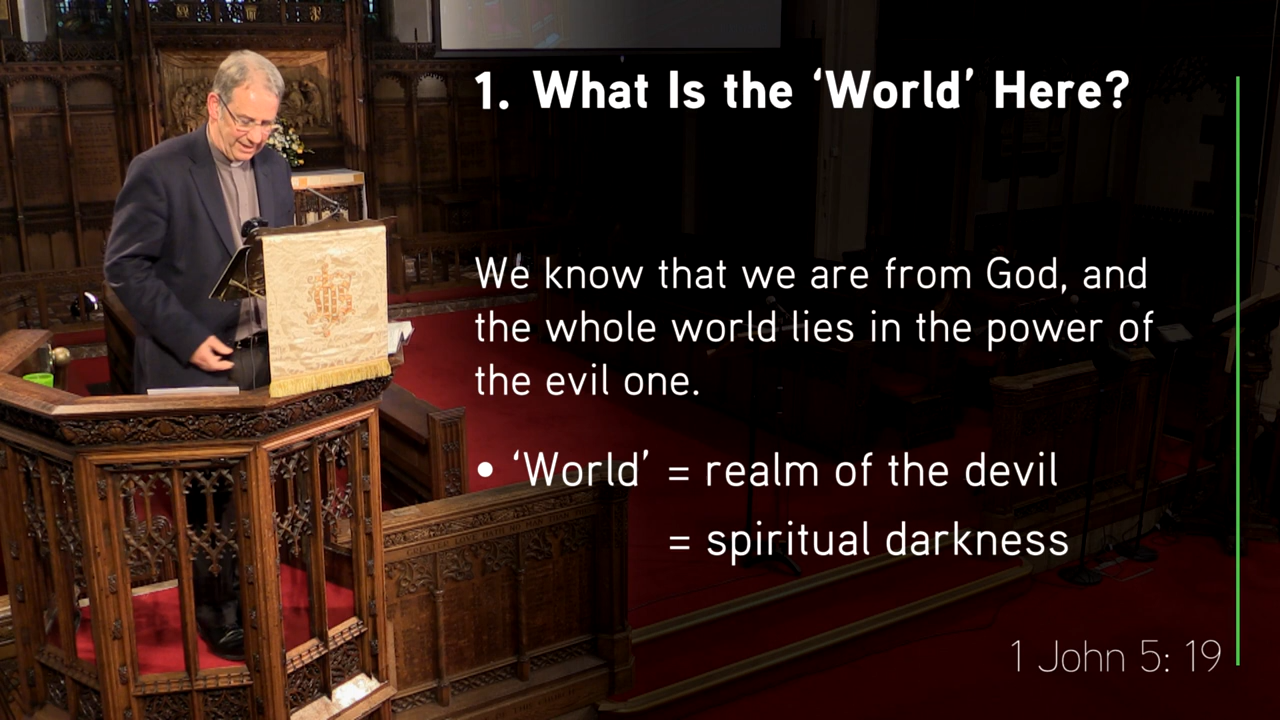 1. What Is the ‘World’ Here?
We know that we are from God, and
the whole world lies in the power of
the evil one.
• ‘World’ = realm of the devil
= spiritual darkness
1 John 5: 19